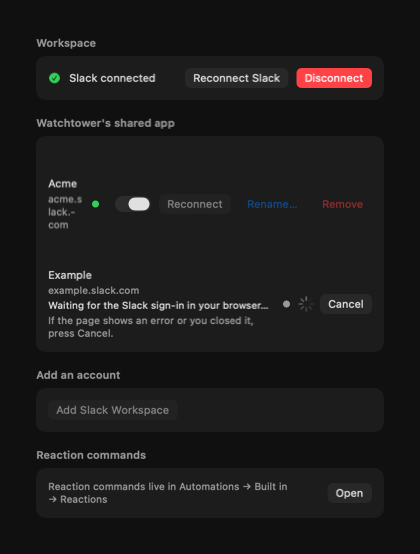 Workspace
Slack connected
Reconnect Slack
Disconnect
Watchtower's shared app
Acme
acme.s
lack.-
com
Reconnect
Rename...
Remove
Example
example.slack.com
Waiting for the Slack sign-in in your browser...
If the page shows an error or you closed it,
press Cancel.
Cancel
Add an account
Add Slack Workspace
Reaction commands
Reaction commands live in Automations → Built in
→ Reactions
Open